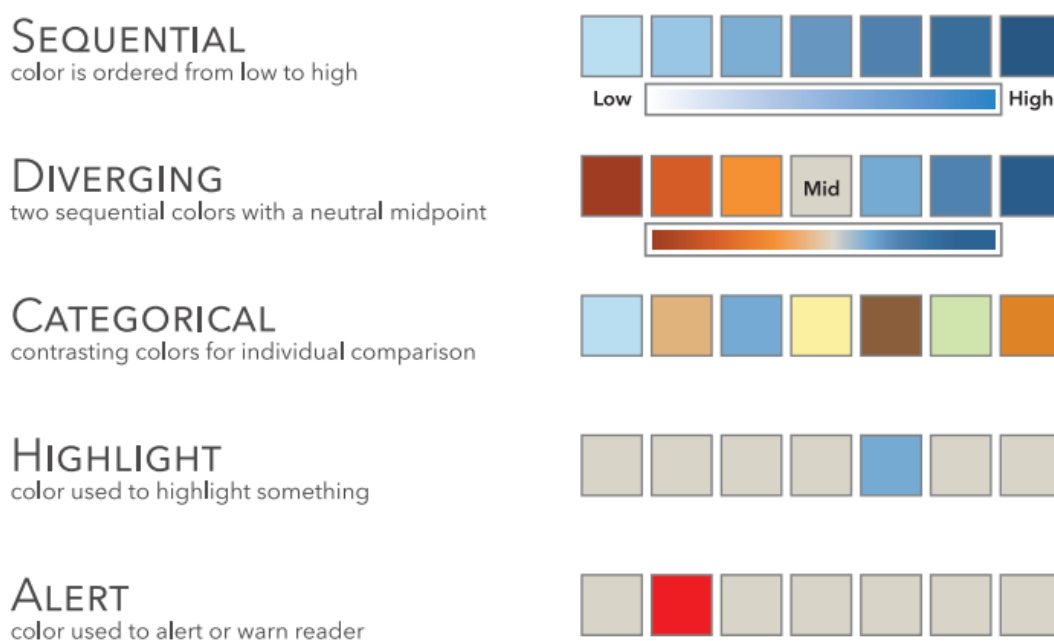 SEQUENTIAL
color is ordered from low to high
Low High
DIVERGING
two sequential colors with a neutral midpoint
Mid
CATEGORICAL
contrasting colors for individual comparison
HIGHLIGHT
color used to highlight something
ALERT
color used to alert or warn reader